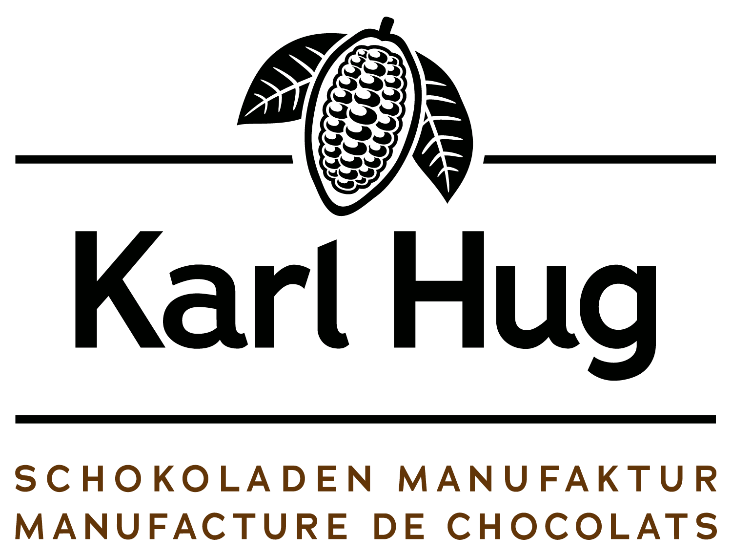 Karl Hug
SCHOKOLADEN MANUFAKTUR
MANUFACTURE DE CHOCOLATS